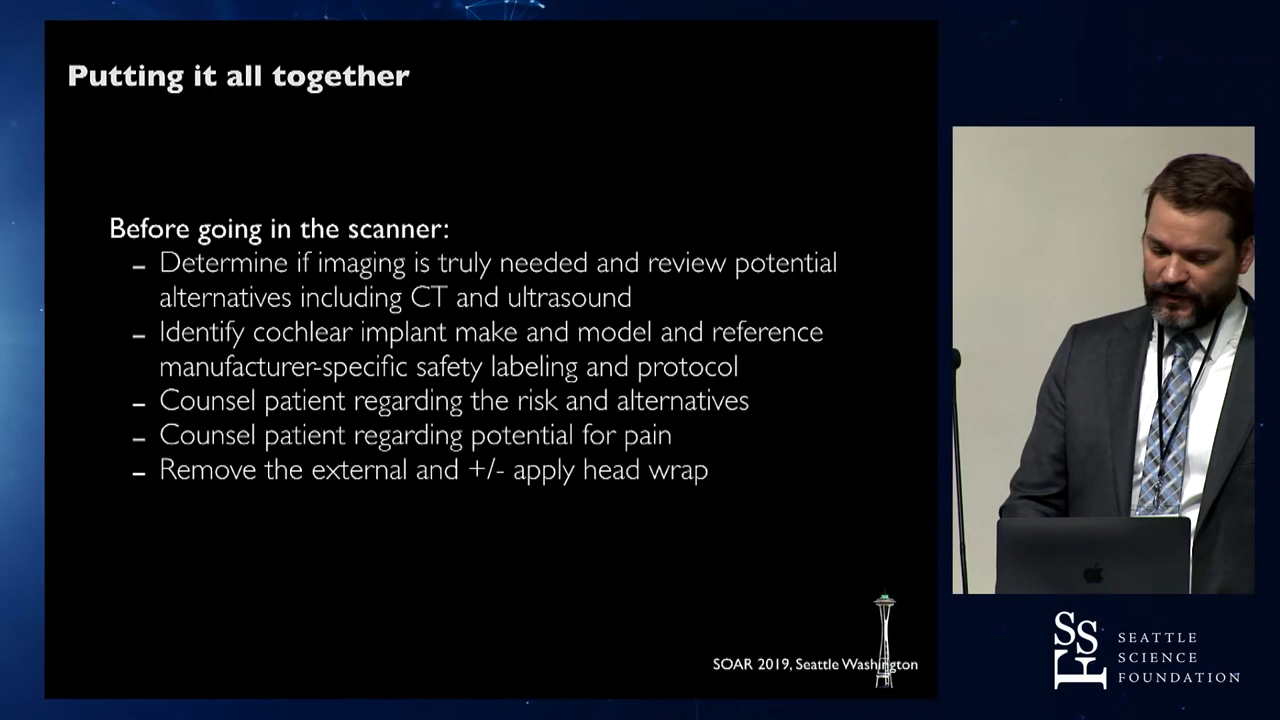 Putting it all together
Before going in the scanner:
– Determine if imaging is truly needed and review potential
alternatives including CT and ultrasound
– Identify cochlear implant make and model and reference
manufacturer-specific safety labeling and protocol
– Counsel patient regarding the risk and alternatives
– Counsel patient regarding potential for pain
– Remove the external and +/- apply head wrap
SOAR 2019, Seattle Washington
SSF
SEATTLE
SCIENCE
FOUNDATION